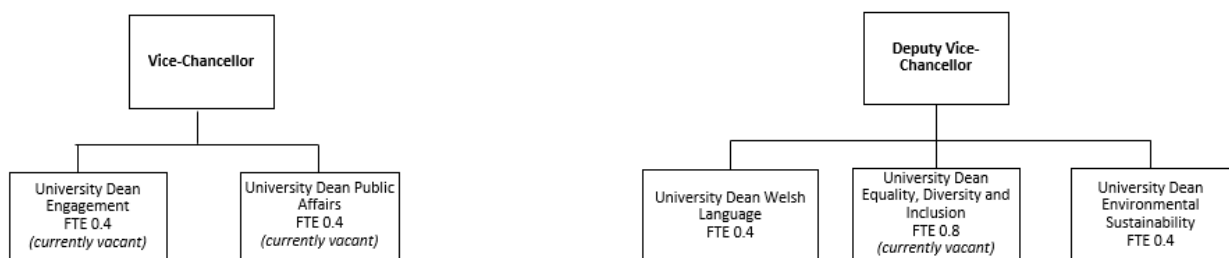 Vice-Chancellor
Deputy Vice-
Chancellor
University Dean
Engagement
FTE 0.4
(currently vacant)
University Dean Public
Affairs
FTE 0.4
(currently vacant)
University Dean Welsh
Language
FTE 0.4
University Dean
Equality, Diversity and
Inclusion
FTE 0.8
(currently vacant)
University Dean
Environmental
Sustainability
FTE 0.4